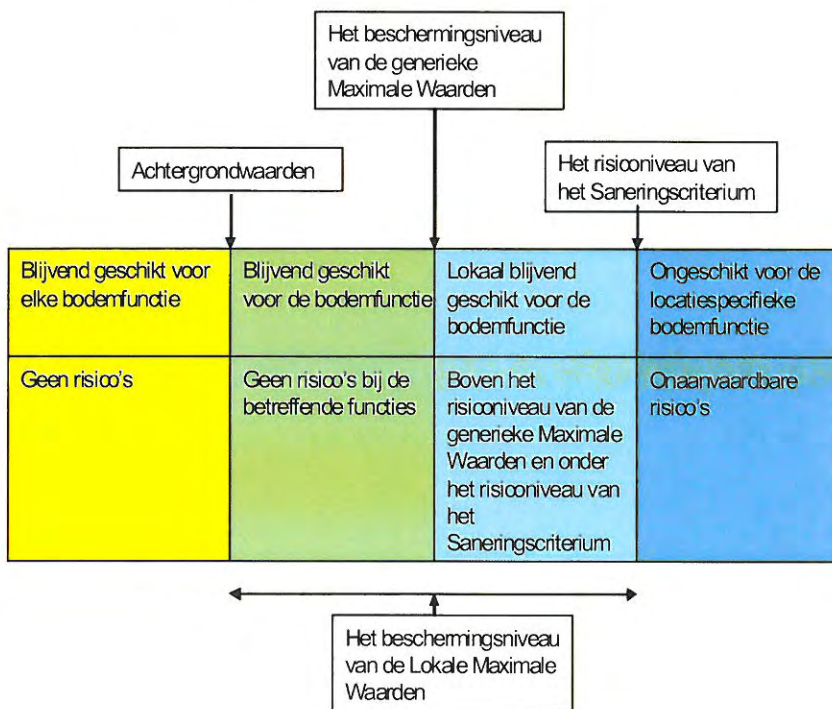 Het beschermingsniveau
van de generieke
Maximale Waarden
Achtergrondwaarden
Het risiconiveau van
het Saneringscriterium
Blijvend geschikt voor
elke bodemfunctie
Blijvend geschikt
voor de bodemfunctie
Lokaal blijvend
geschikt voor de
bodemfunctie
Ongeschikt voor de
locatiespecifieke
bodemfunctie
Geen risico's
Geen risico's bij de
betreffende functies
Boven het
risiconiveau van de
generieke Maximale
Waarden en onder
het risiconiveau van
het
Saneringscriterium
Onaanvaardbare
risico's
Het beschermingsniveau
van de Lokale Maximale
Waarden